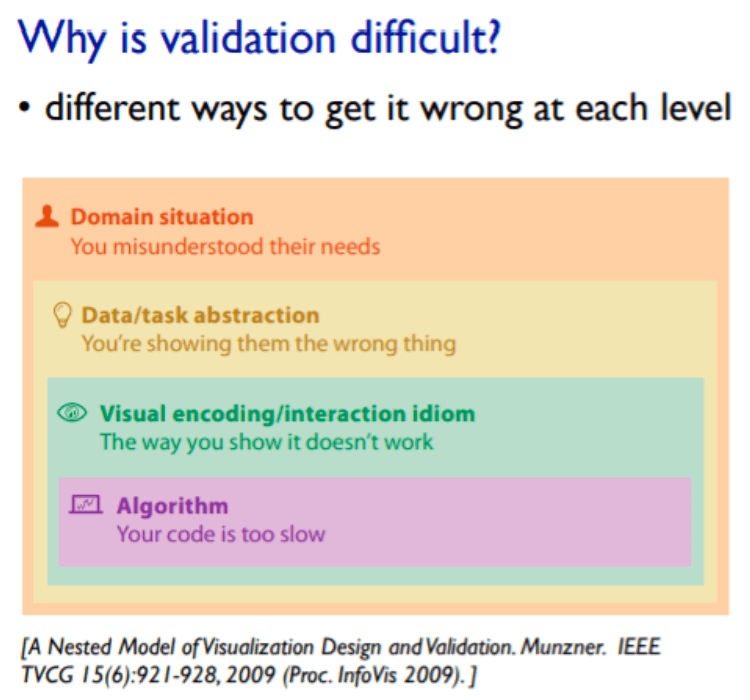 Why is validation difficult?
• different ways to get it wrong at each level
Domain situation
You misunderstood their needs
Data/task abstraction
You're showing them the wrong thing
Visual encoding/interaction idiom
The way you show it doesn't work
Algorithm
Your code is too slow
[A Nested Model of Visualization Design and Validation. Munzner. IEEE
TVCG 15(6):921-928, 2009 (Proc. InfoVis 2009). ]